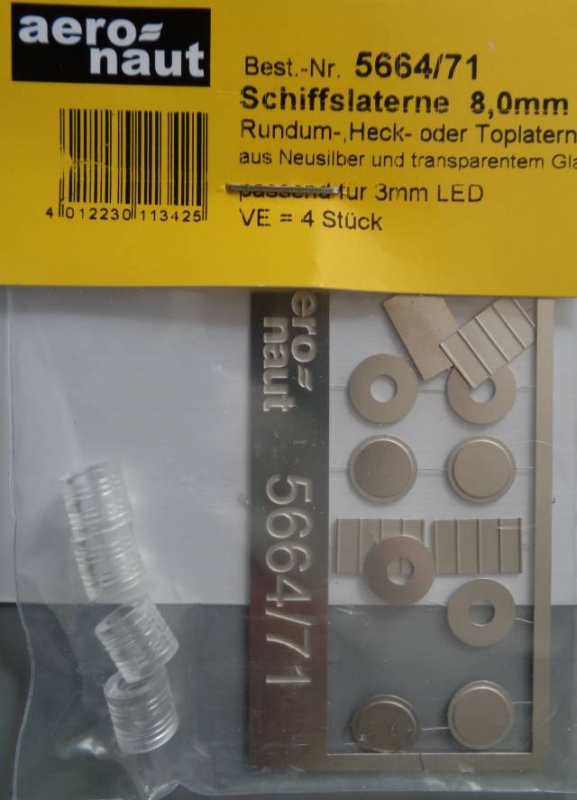 aero=
naut
Best.-Nr. 5664/71
Schiffslaterne 8,0mm
Rundum-,Heck- oder Toplatern
aus Neusilber und transparentem Gla
passend für 3mm LED
VE = 4 Stück
4 012230 113425
ero=
naut
5664/71